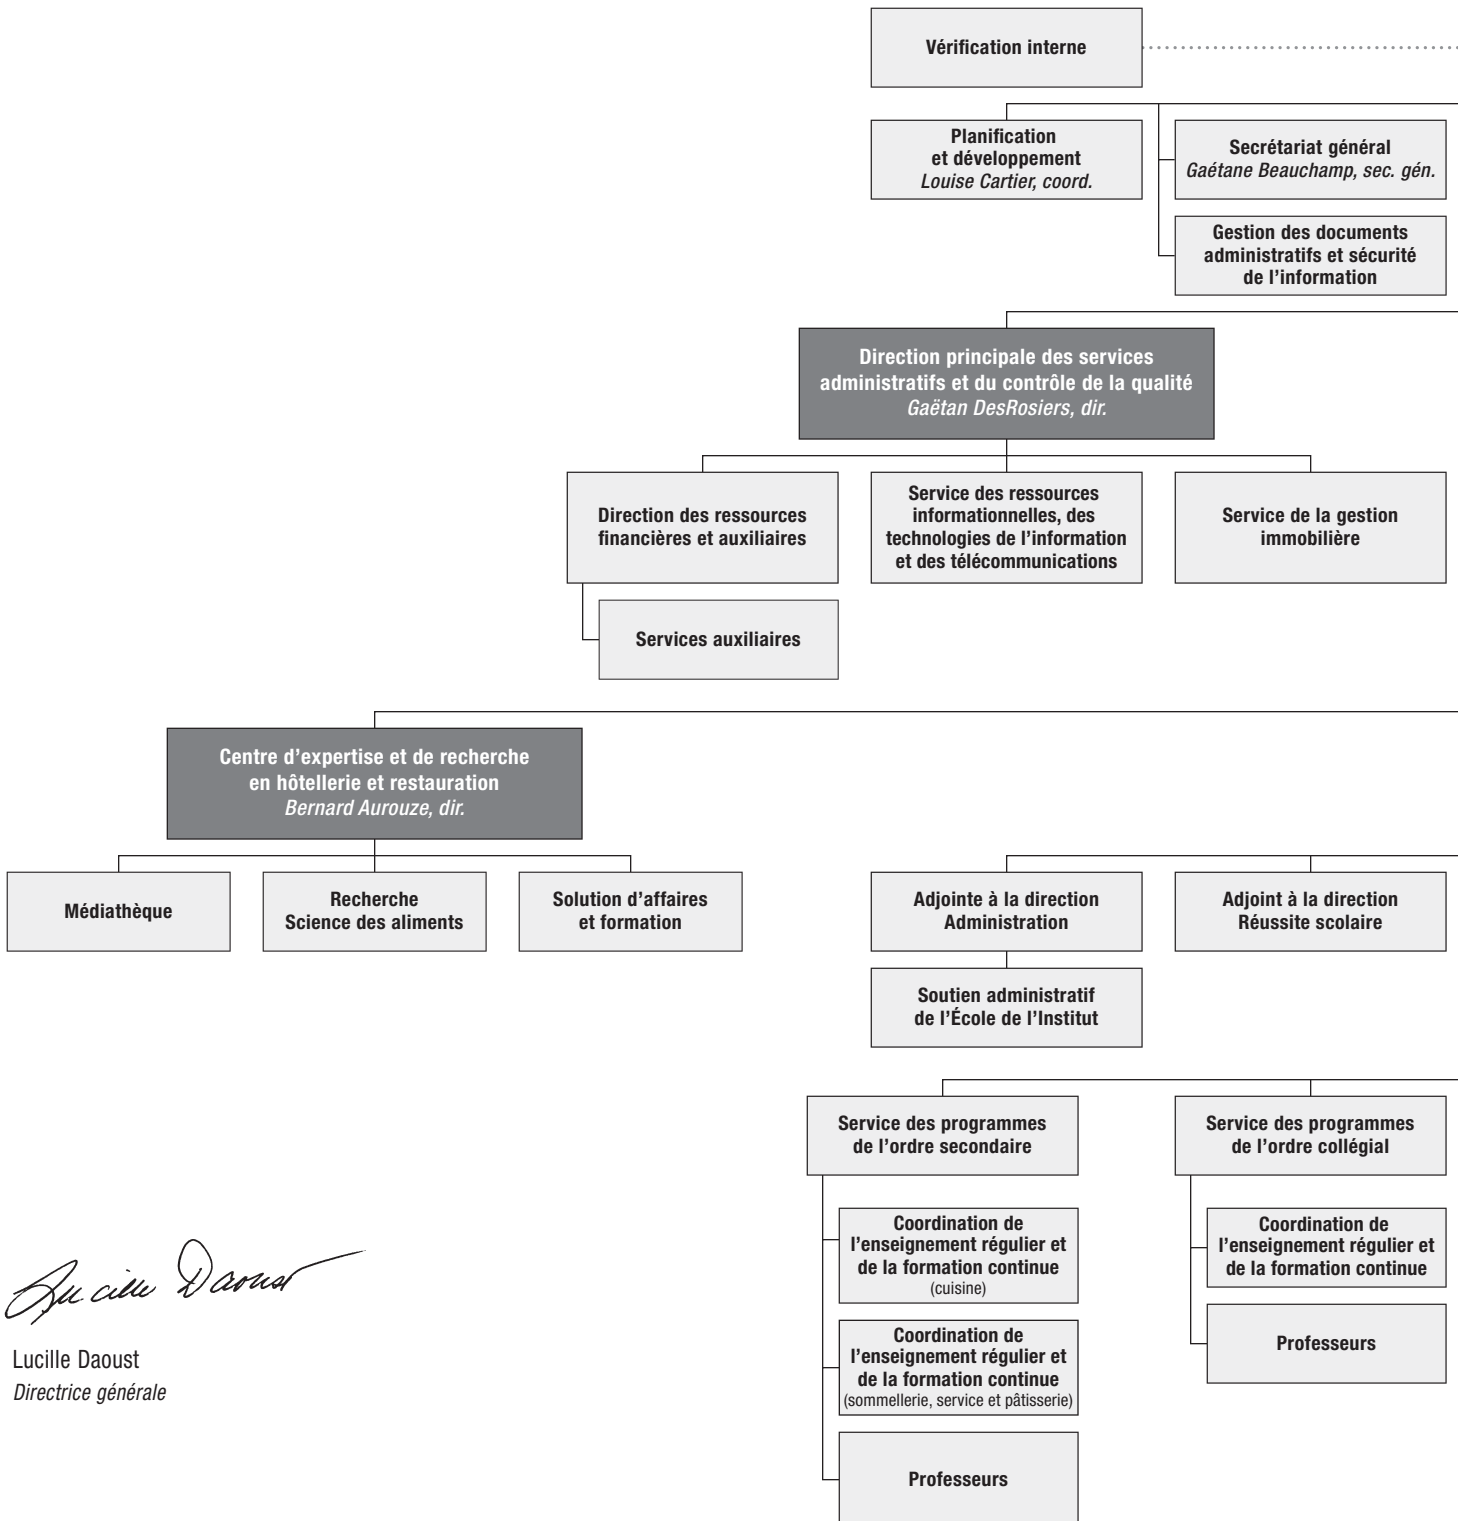 Vérification interne
Planification
et développement
Louise Cartier, coord.
Secrétariat général
Gaétane Beauchamp, sec. gén.
Gestion des documents
administratifs et sécurité
de l'information
Direction principale des services
administratifs et du contrôle de la qualité
Gaëtan DesRosiers, dir.
Direction des ressources
financières et auxiliaires
Service des ressources
informationnelles, des
technologies de l'information
et des télécommunications
Service de la gestion
immobilière
Services auxiliaires
Centre d'expertise et de recherche
en hôtellerie et restauration
Bernard Aurouze, dir.
Médiathèque
Recherche
Science des aliments
Solution d'affaires
et formation
Adjointe à la direction
Administration
Adjoint à la direction
Réussite scolaire
Soutien administratif
de l'École de l'Institut
Service des programmes
de l'ordre secondaire
Service des programmes
de l'ordre collégial
Coordination de
l'enseignement régulier et
de la formation continue
(cuisine)
Coordination de
l'enseignement régulier et
de la formation continue
Coordination de
l'enseignement régulier et
de la formation continue
(sommellerie, service et pâtisserie)
Professeurs
Professeurs
Lucille Daoust
Lucille Daoust
Directrice générale